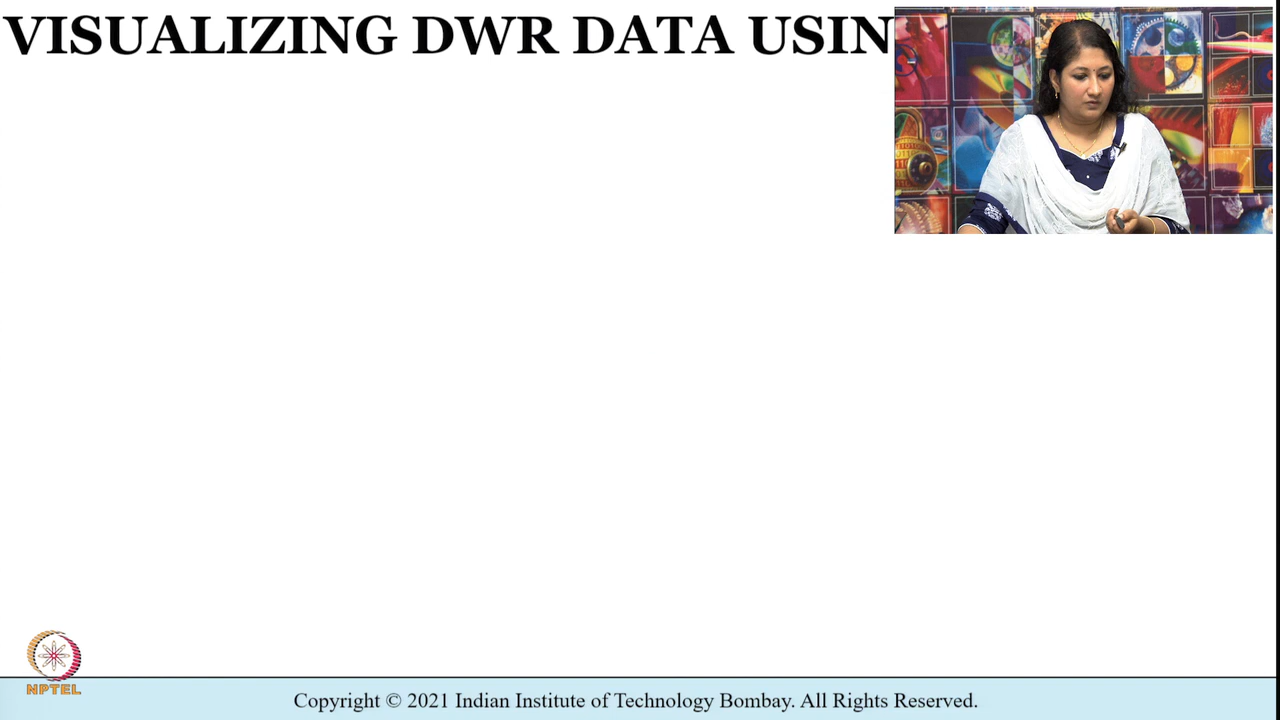 VISUALIZING DWR DATA USIN
NPTEL
Copyright © 2021 Indian Institute of Technology Bombay. All Rights Reserved.